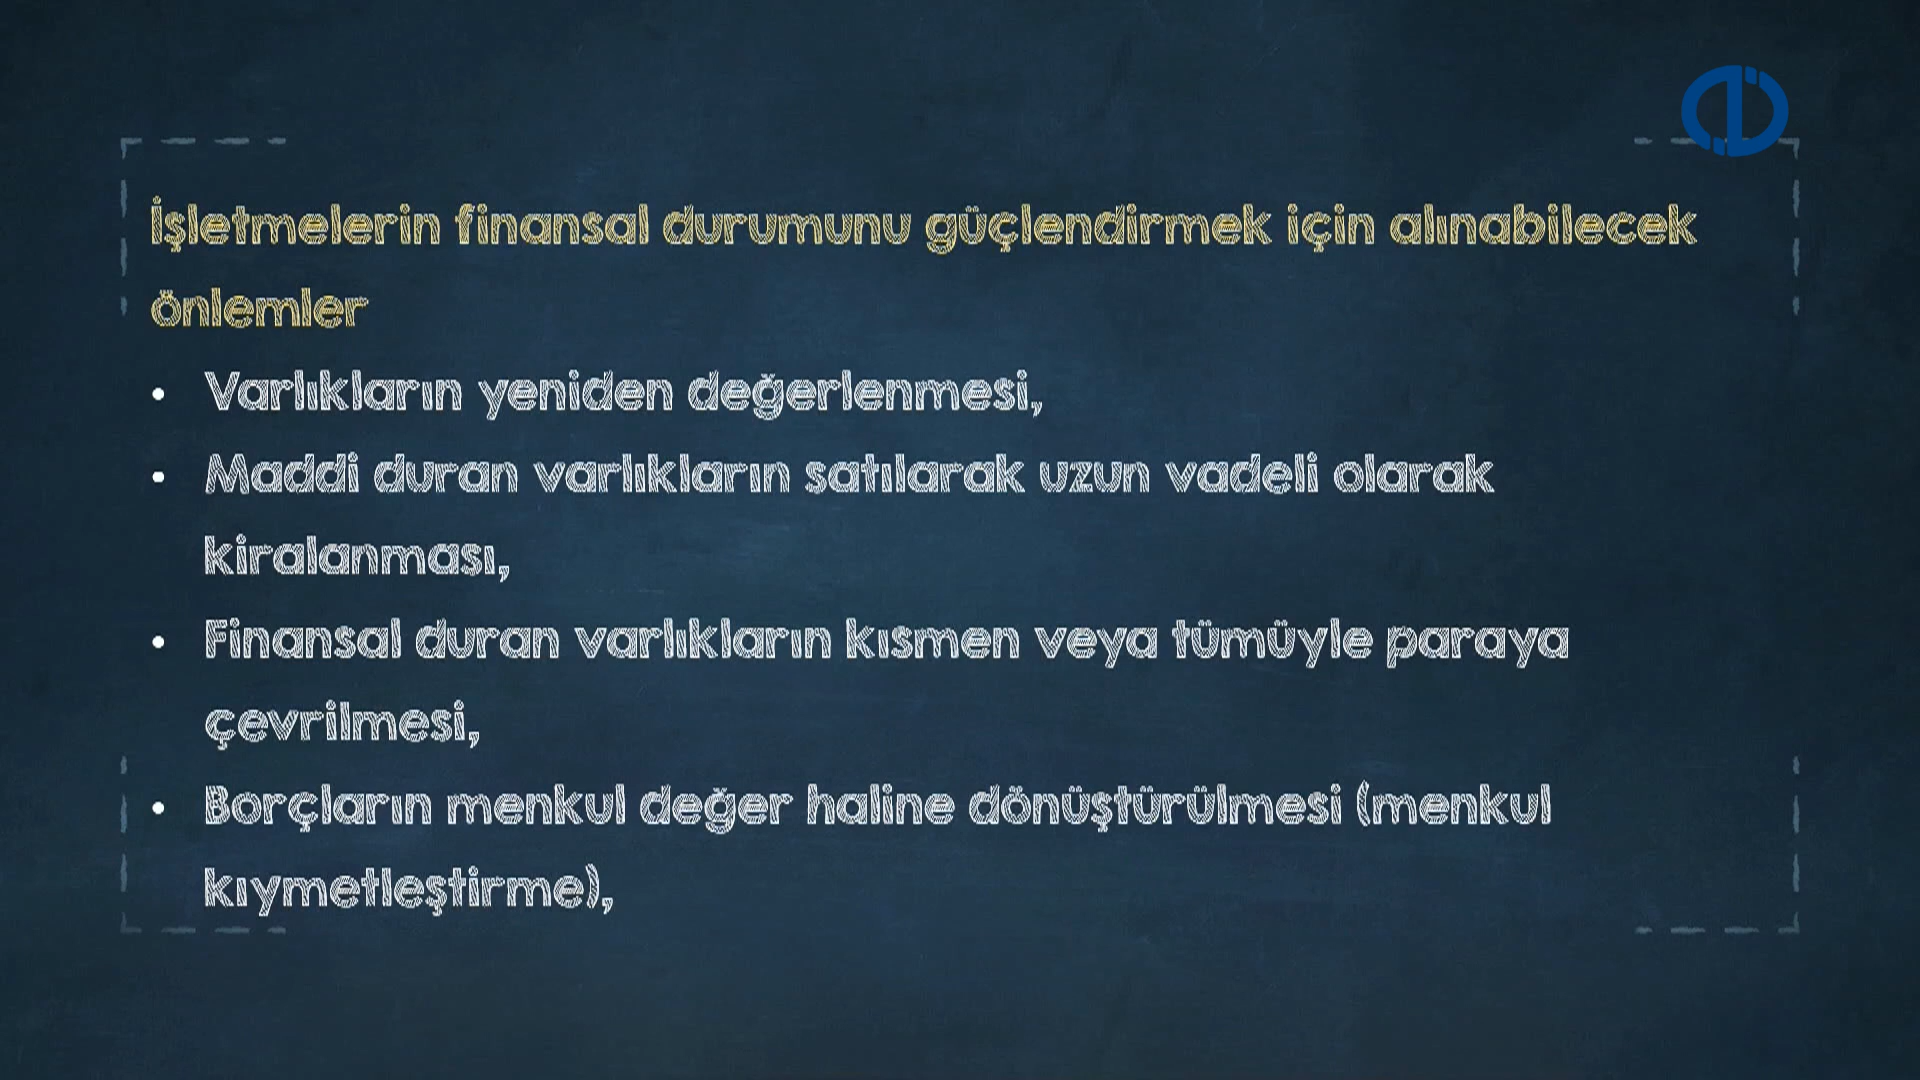 İşletmelerin finansal durumunu güçlendirmek için alınabilecek
önlemler
• Varlıkların yeniden değerlenmesi,
• Maddi duran varlıkların satılarak uzun vadeli olarak
kiralanması,
• Finansal duran varlıkların kısmen veya tümüyle paraya
çevrilmesi,
• Borçların menkul değer haline dönüştürülmesi (menkul
kıymetleştirme),